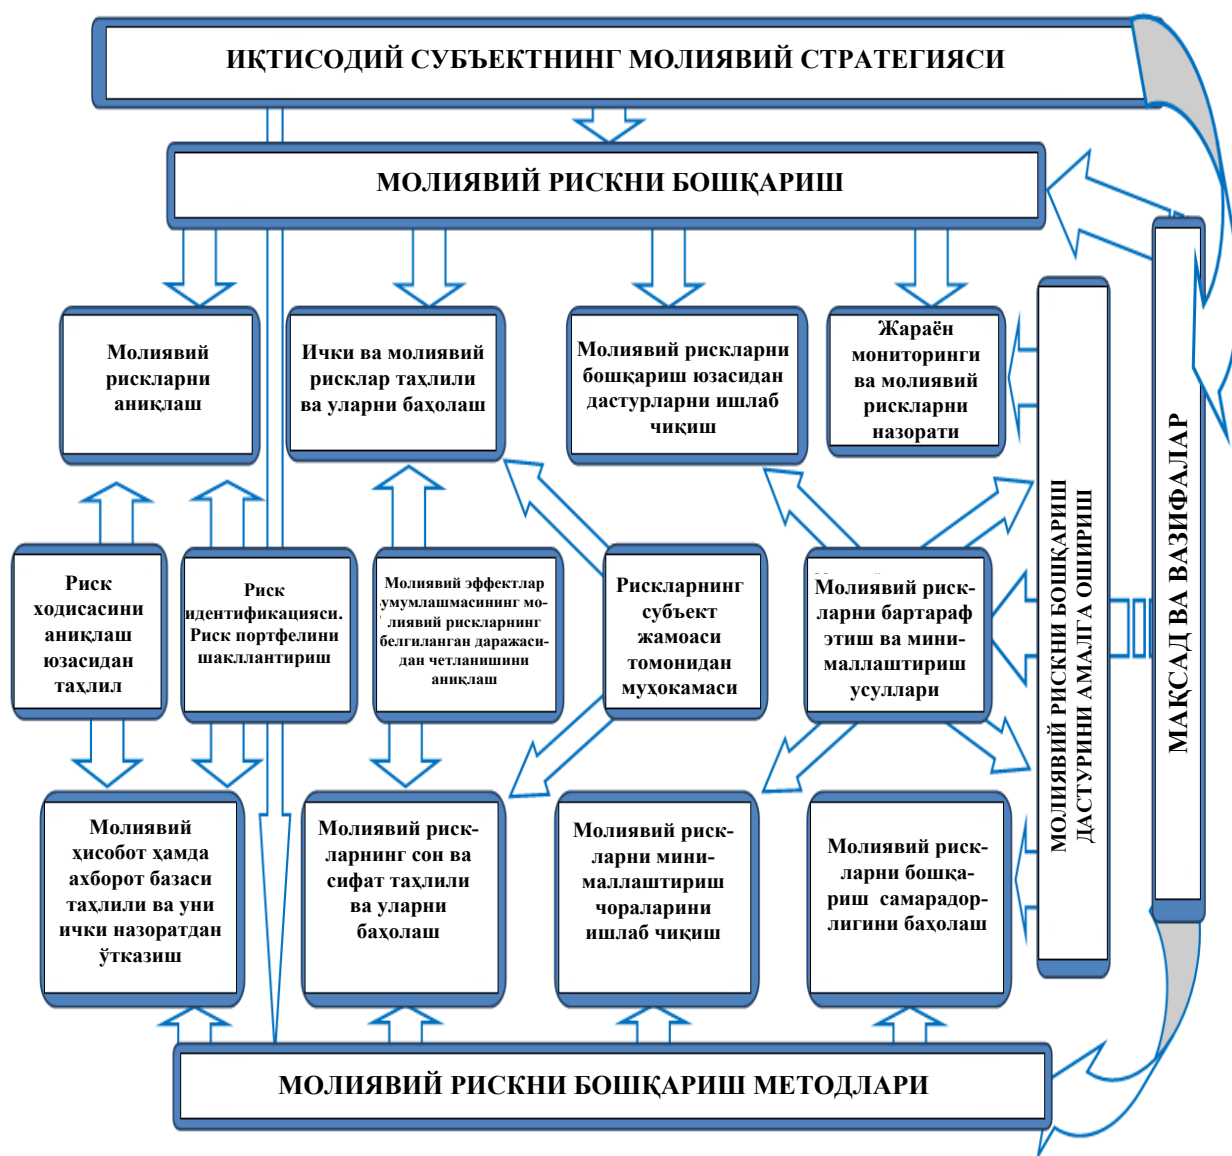 ИҚТИСОДИЙ СУБЪЕКТНИНГ МОЛИЯВИЙ СТРАТЕГИЯСИ
МОЛИЯВИЙ РИСКНИ БОШҚАРИШ
Молиявий
рискларни
аниқлаш
Ички ва молиявий
рисклар таҳлили
ва уларни баҳолаш
Молиявий рискларни
бошқариш юзасидан
дастурларни ишлаб
чиқиш
Жараён
мониторинги
ва молиявий
рискларни
назорати
Риск
ходисасини
аниқлаш
юзасидан
таҳлил
Риск
идентификацияси.
Риск портфелини
шакллантириш
Молиявий эффектлар
умумлашмасининг мо-
лиявий рискларнинг
белгиланган даражаси-
дан четланишини
аниқлаш
Рискларнинг
субъект
жамоаси
томонидан
муҳокамаси
Молиявий риск-
ларни бартараф
этиш ва мини-
маллаштириш
усуллари
МОЛИЯВИЙ РИСКНИ БОШҚАРИШ
ДАСТУРИНИ АМАЛГА ОШИРИШ
МАҚСАД ВА ВАЗИФАЛАР
Молиявий
ҳисобот ҳамда
ахборот базаси
таҳлили ва уни
ички назоратдан
ўтказиш
Молиявий риск-
ларнинг сон ва
сифат таҳлили
ва уларни
баҳолаш
Молиявий риск-
ларни мини-
маллаштириш
чораларини
ишлаб чиқиш
Молиявий риск-
ларни бошқа-
риш самарадор-
лигини баҳолаш
МОЛИЯВИЙ РИСКНИ БОШҚАРИШ МЕТОДЛАРИ